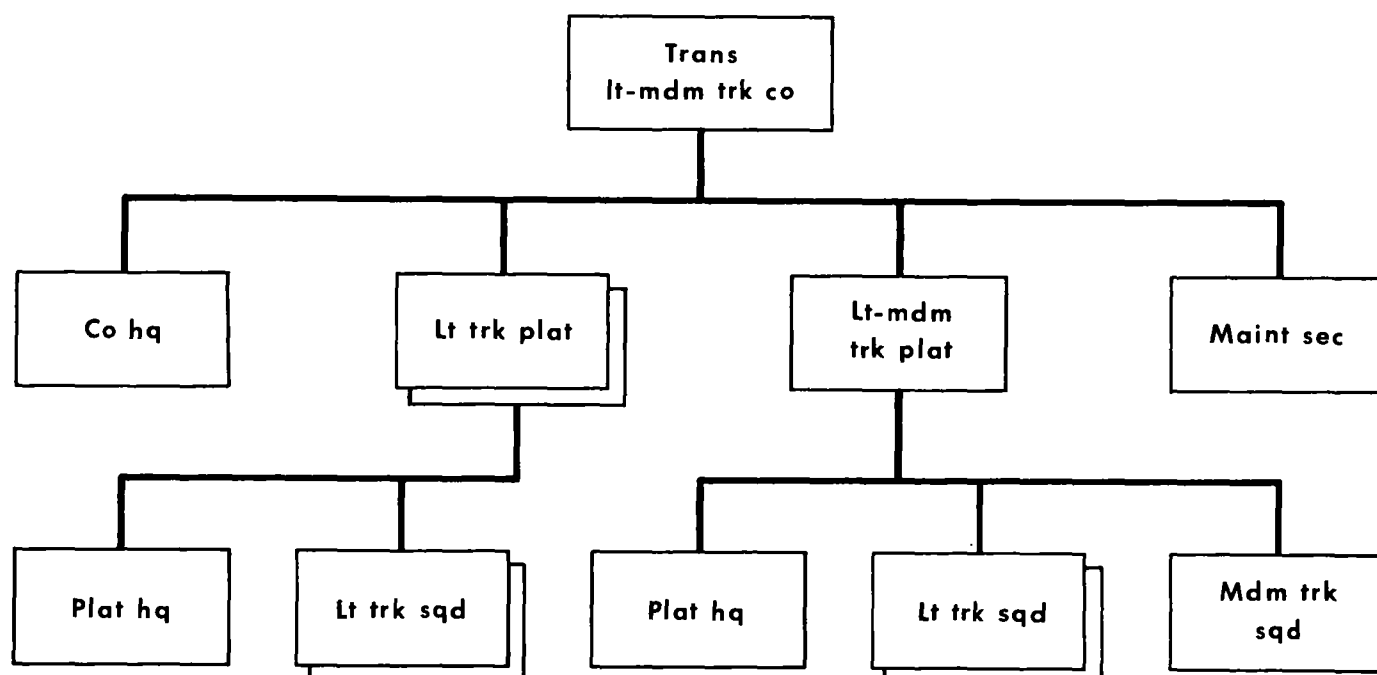 Trans
lt-mdm trk co
Co hq
Lt trk plat
Lt-mdm
trk plat
Maint sec
Plat hq
Lt trk sqd
Plat hq
Lt trk sqd
Mdm trk
sqd